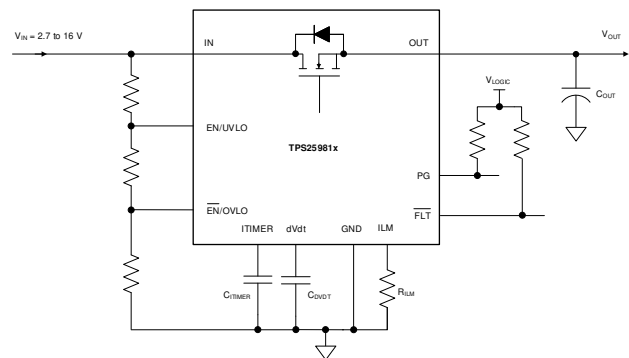 VIN = 2.7 to 16 V
IN
OUT
VOUT
VLOGIC
COUT
EN/UVLO
TPS25981x
PG
EN/OVLO
FLT
ITIMER dVdt GND ILM
CITIMER
CDVDT
RILM